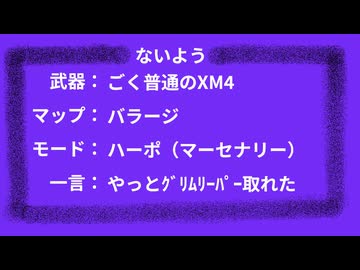 ないよう
武器：ごく普通のXM4
マップ：バラージ
モード：ハーポ（マーセナリー）
一言：やっとｸﾞﾘﾑﾘｰﾊﾟｰ取れた